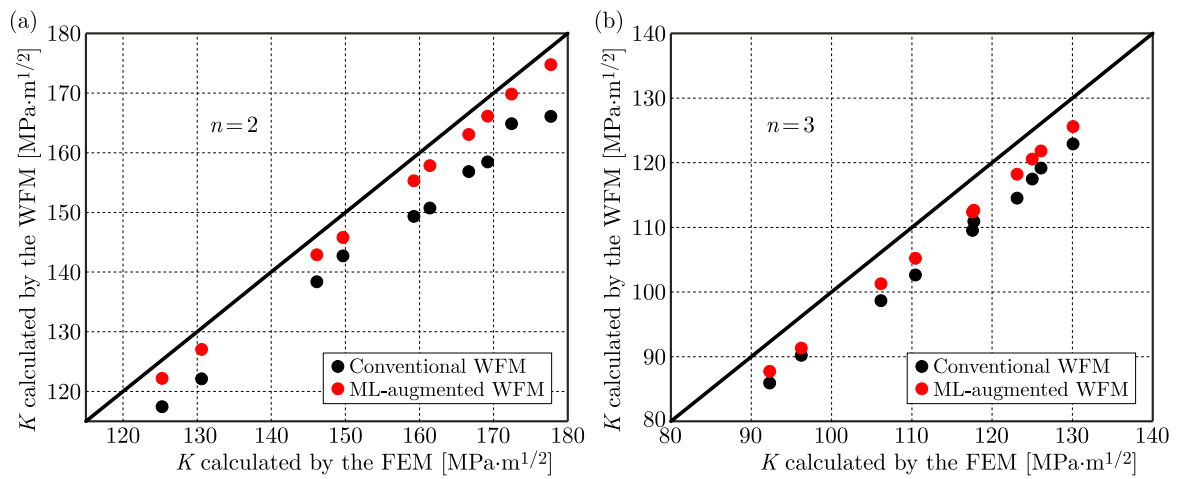 (a)
K calculated by the WFM [MPa·m^1/2]
180
170
160
150
140
130
120
n = 2
Conventional WFM
ML-augmented WFM
120 130 140 150 160 170 180
K calculated by the FEM [MPa·m^1/2]
(b)
K calculated by the WFM [MPa·m^1/2]
140
130
120
110
100
90
80
n = 3
Conventional WFM
ML-augmented WFM
80 90 100 110 120 130 140
K calculated by the FEM [MPa·m^1/2]